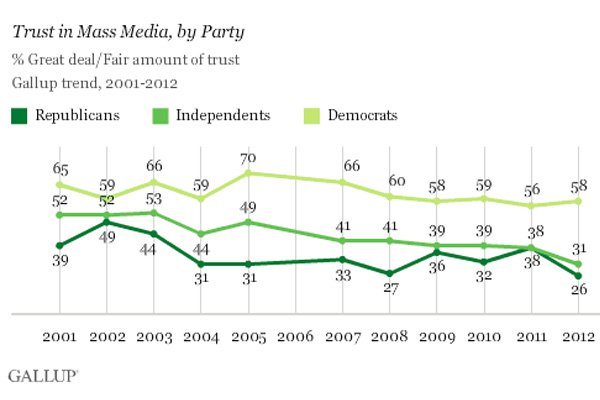 Trust in Mass Media, by Party
% Great deal/Fair amount of trust
Gallup trend, 2001-2012
Republicans Independents Democrats
65 59 66 59 70 66 60 58 59 56 58
52 52 53 44 49 41 41 39 39 38 31
39 49 44 31 31 33 27 36 32 38 26
2001 2002 2003 2004 2005 2006 2007 2008 2009 2010 2011 2012
GALLUP®